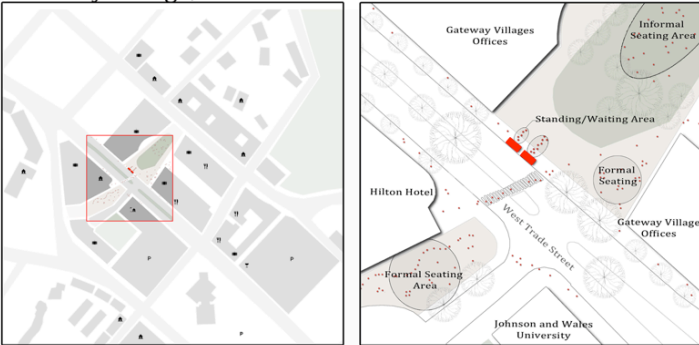 Gateway Villages
Offices
Informal
Seating Area
Standing/Waiting Area
Formal
Seating
Hilton Hotel
Gateway Village
Offices
West Trade Street
Formal Seating
Area
Johnson and Wales
University
P
P
P